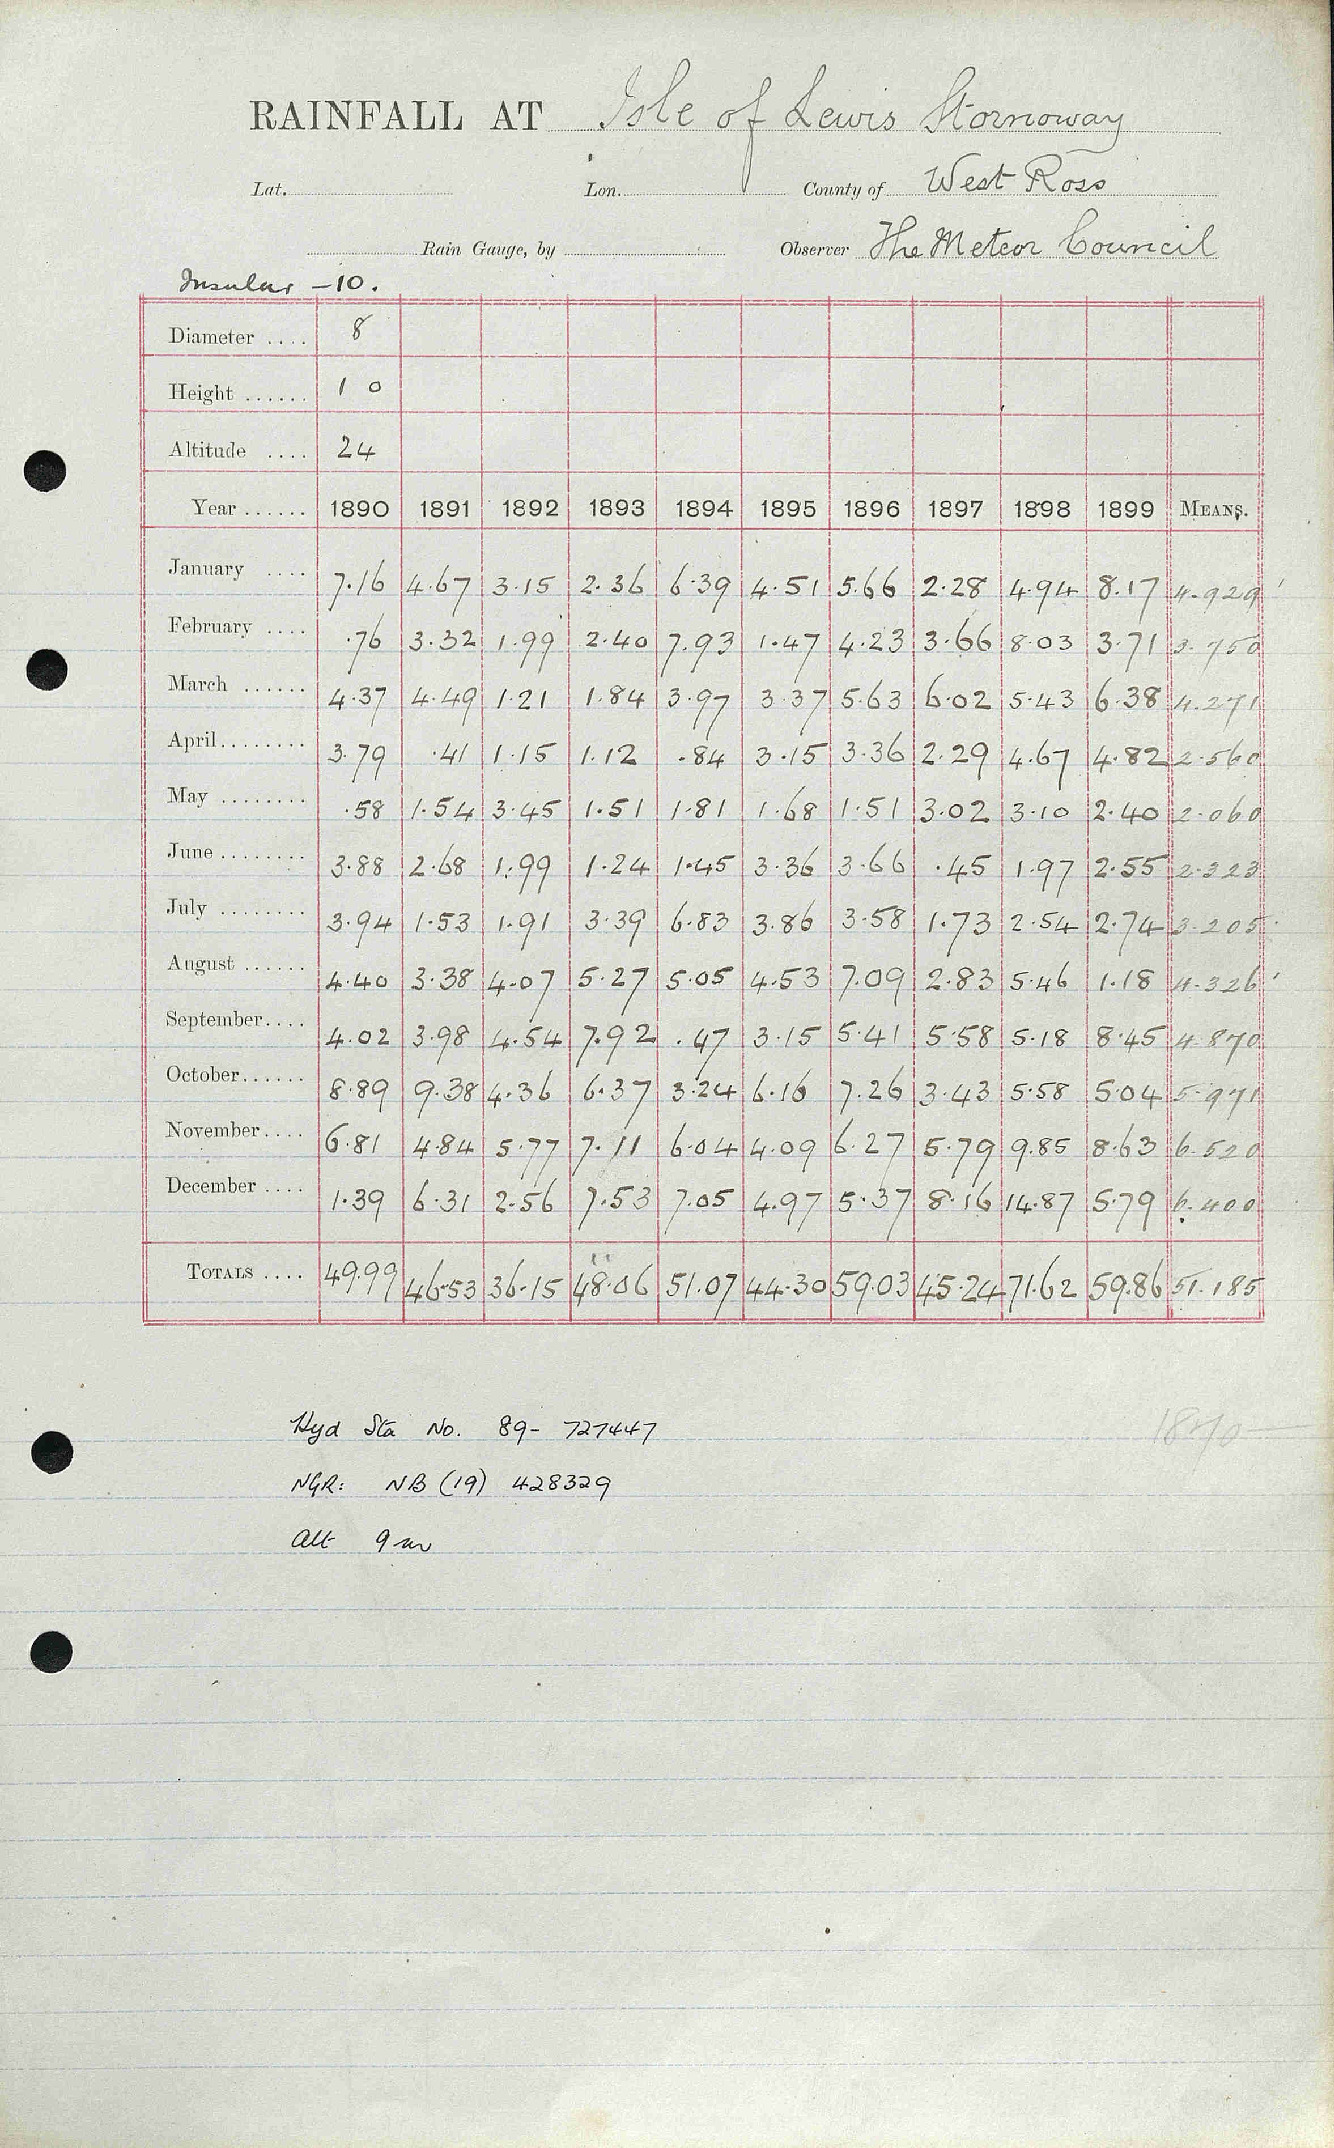 RAINFALL AT Isle of Lewis Stornoway
Lat. Lon. County of West Ross
Rain Gauge, by Observer The Meteor Council
Insular -10.
Diameter .... 8
Height ...... 10
Altitude .... 24
Year ...... 1890 1891 1892 1893 1894 1895 1896 1897 1898 1899 MEANS.
January .... 7.16 4.67 3.15 2.36 6.39 4.51 5.66 2.28 4.94 8.17 4.929
February .... .76 3.32 1.99 2.40 7.93 1.47 4.23 3.66 8.03 3.71 3.750
March ...... 4.37 4.49 1.21 1.84 3.97 3.37 5.63 6.02 5.43 6.38 4.271
April........ 3.79 .41 1.15 1.12 .84 3.15 3.36 2.29 4.67 4.82 2.560
May ........ .58 1.54 3.45 1.51 1.81 1.68 1.51 3.02 3.10 2.40 2.060
June ........ 3.88 2.68 1.99 1.24 1.45 3.36 3.66 .45 1.97 2.55 2.323
July ........ 3.94 1.53 1.91 3.39 6.83 3.86 3.58 1.73 2.54 2.74 3.205
August ...... 4.40 3.38 4.07 5.27 5.05 4.53 7.09 2.83 5.46 1.18 4.326
September.... 4.02 3.98 4.54 7.92 .47 3.15 5.41 5.58 5.18 8.45 4.870
October...... 8.89 9.38 4.36 6.37 3.24 6.16 7.26 3.43 5.58 5.04 5.971
November.... 6.81 4.84 5.77 7.11 6.04 4.09 6.27 5.79 9.85 8.63 6.520
December .... 1.39 6.31 2.56 7.53 7.05 4.97 5.37 8.16 14.87 5.79 6.400
TOTALS .... 49.99 46.53 36.15 48.06 51.07 44.30 59.03 45.24 71.62 59.86 51.185
Hyd Sta No. 89- 727447
NGR: NB (19) 428329
Alt 9m